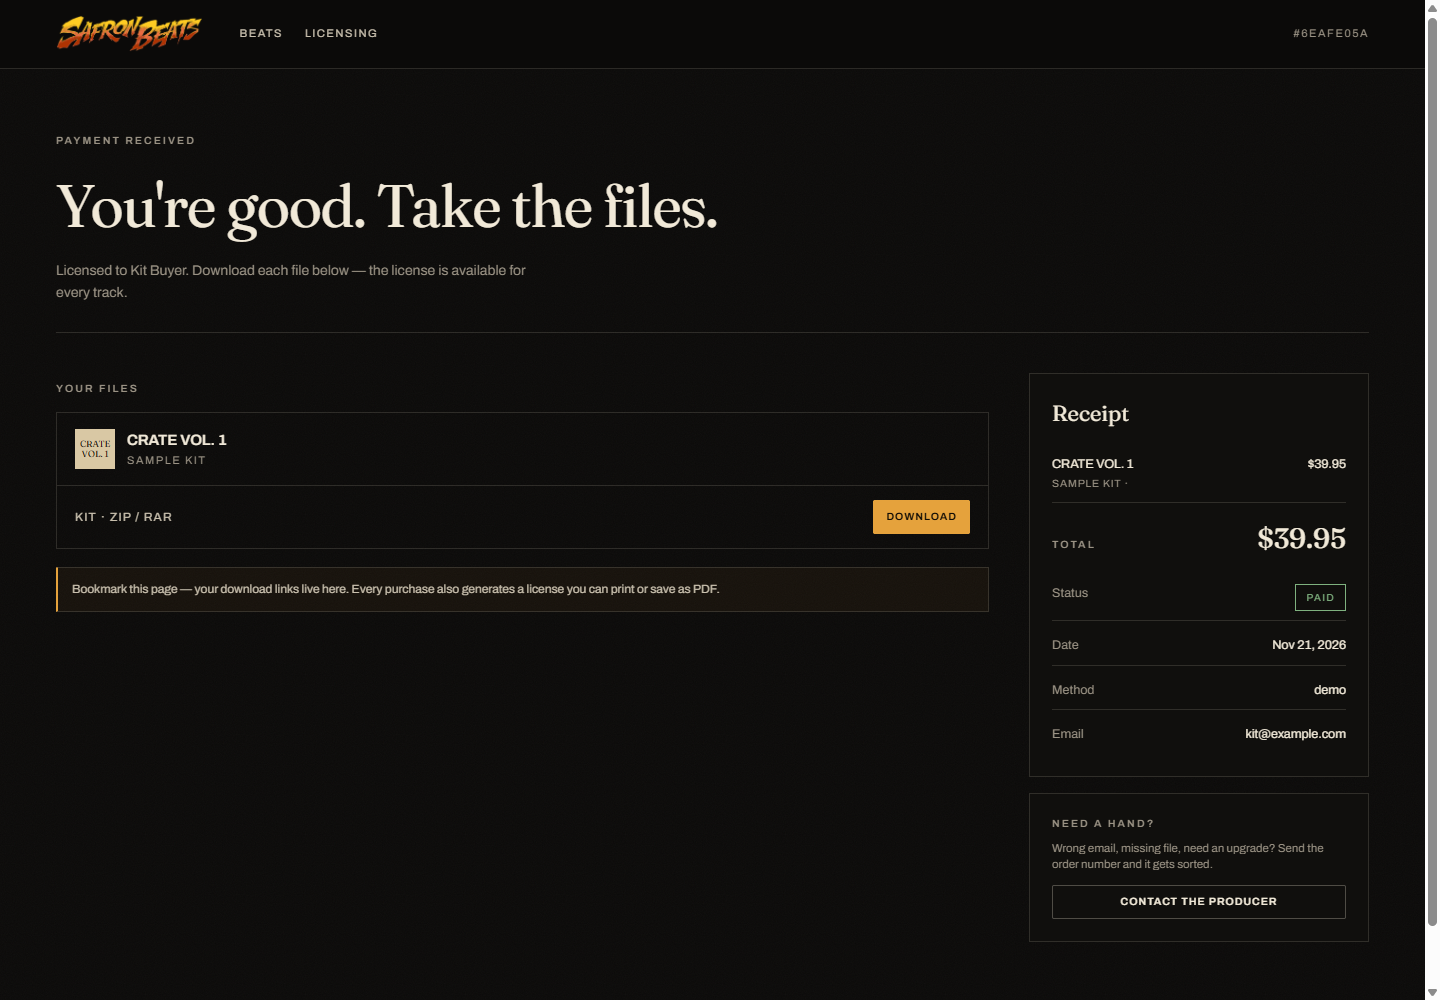 SAFRONBEATS
BEATS
LICENSING
#6EAFE05A
PAYMENT RECEIVED
You're good. Take the files.
Licensed to Kit Buyer. Download each file below — the license is available for
every track.
YOUR FILES
CRATE
VOL. 1
CRATE VOL. 1
SAMPLE KIT
KIT · ZIP / RAR
DOWNLOAD
Bookmark this page — your download links live here. Every purchase also generates a license you can print or save as PDF.
Receipt
CRATE VOL. 1 $39.95
SAMPLE KIT ·
TOTAL $39.95
Status PAID
Date Nov 21, 2026
Method demo
Email kit@example.com
NEED A HAND?
Wrong email, missing file, need an upgrade? Send the
order number and it gets sorted.
CONTACT THE PRODUCER